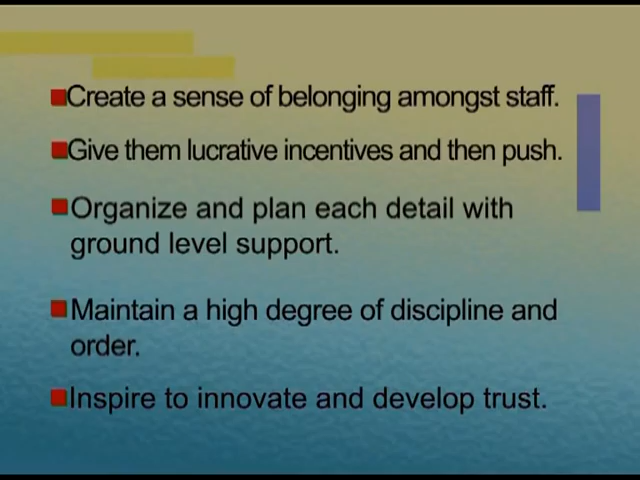 Create a sense of belonging amongst staff.
Give them lucrative incentives and then push.
Organize and plan each detail with
ground level support.
Maintain a high degree of discipline and
order.
Inspire to innovate and develop trust.